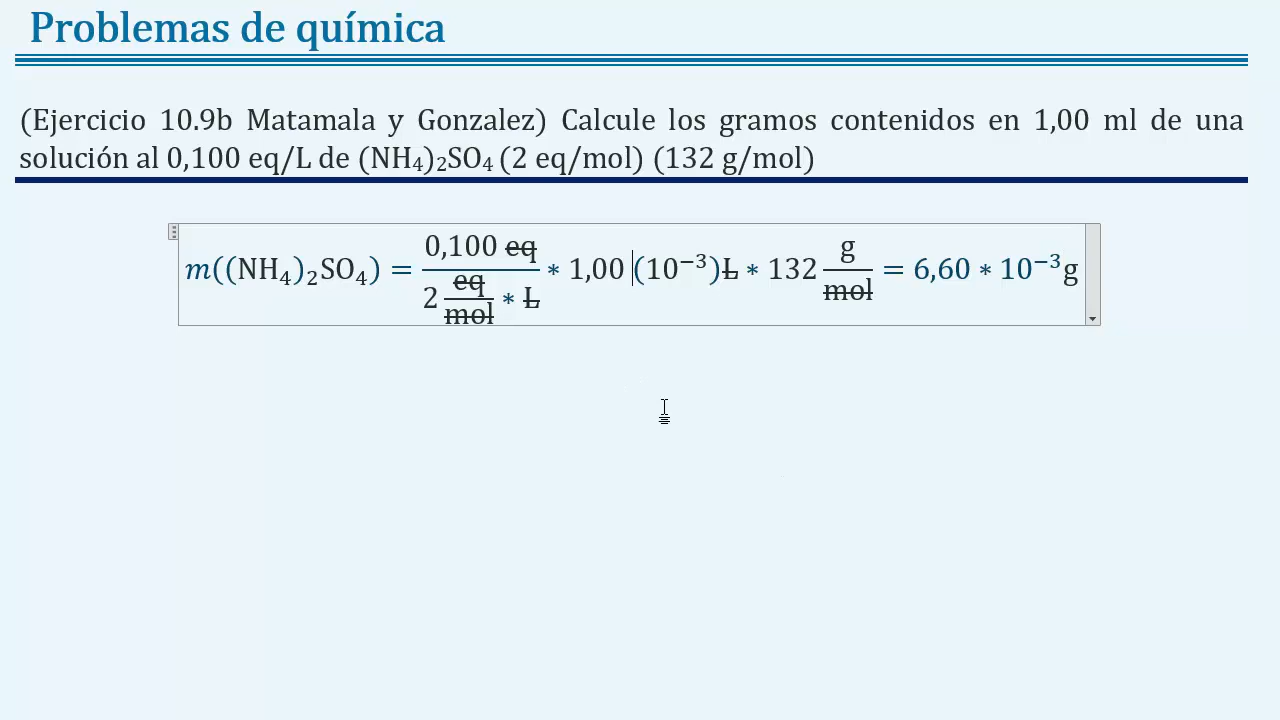 Problemas de química
(Ejercicio 10.9b Matamala y Gonzalez) Calcule los gramos contenidos en 1,00 ml de una
solución al 0,100 eq/L de (NH₄)₂SO₄ (2 eq/mol) (132 g/mol)
m((NH₄)₂SO₄) = (0,100 eq)/(2 eq/mol * L) * 1,00 (10⁻³)L * 132 g/mol = 6,60 * 10⁻³g